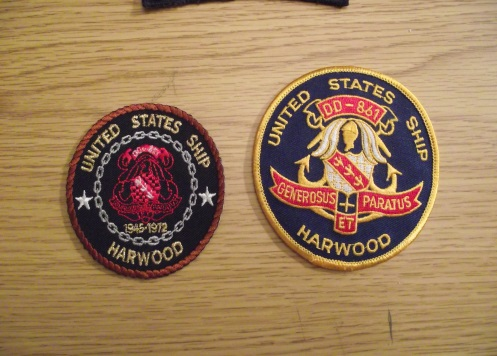 UNITED STATES SHIP
1945-1972
HARWOOD
UNITED STATES SHIP
DD-861
GENEROSUS ET PARATUS
HARWOOD